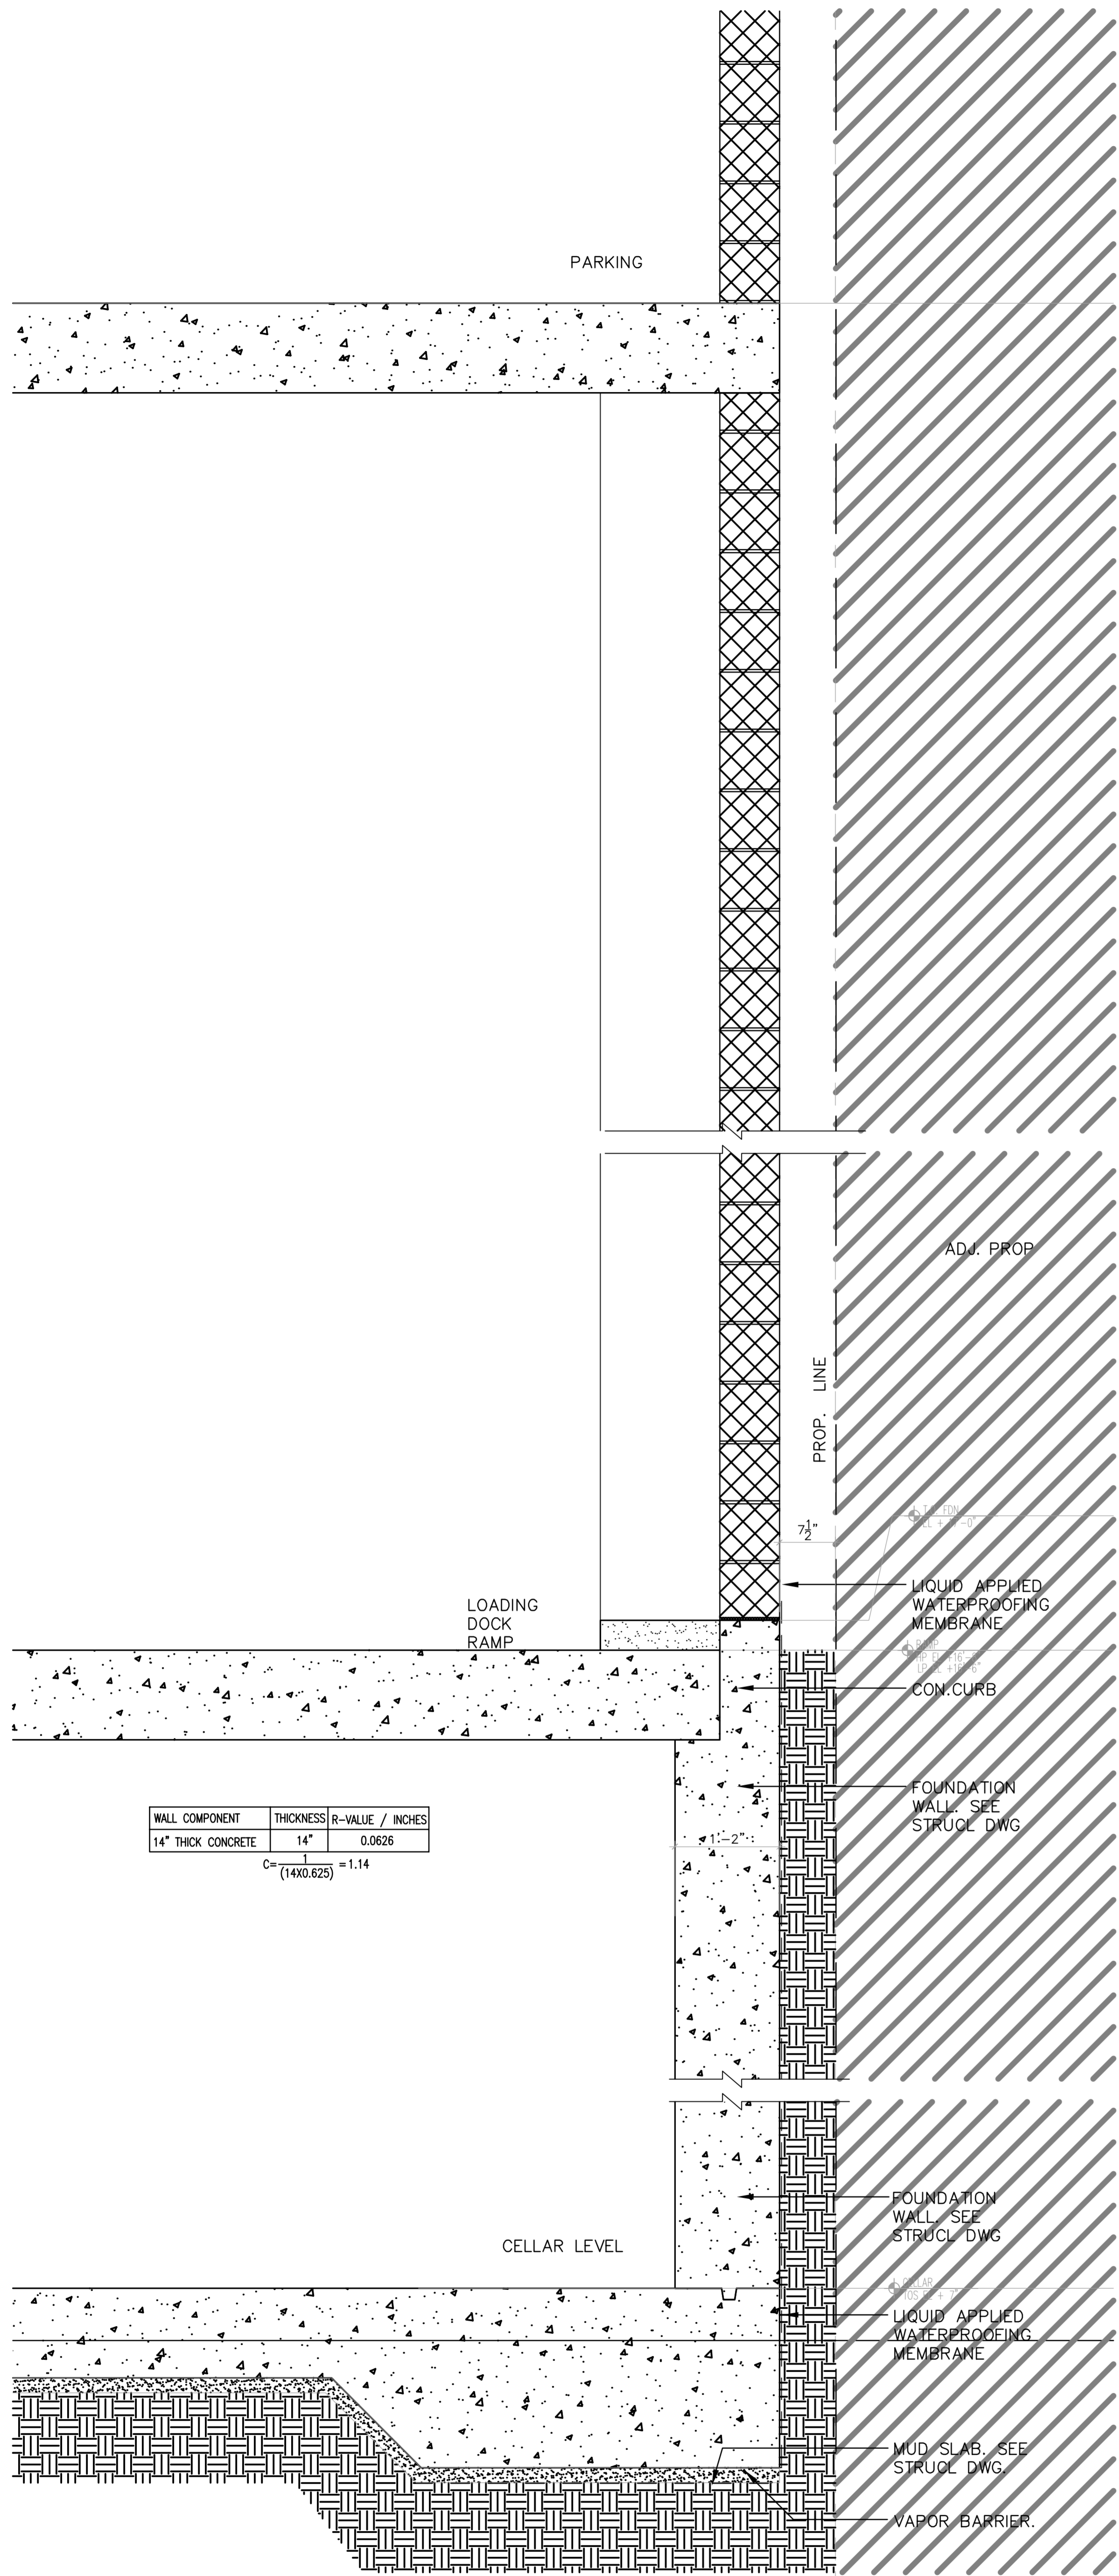 PARKING
ADJ. PROP
PROP. LINE
T.O. FDN
7½"
LIQUID APPLIED
WATERPROOFING
MEMBRANE
LOADING
DOCK
RAMP
RAMP
CON.CURB
FOUNDATION
WALL. SEE
STRUCL DWG
WALL COMPONENT THICKNESS R-VALUE / INCHES
14" THICK CONCRETE 14" 0.0626
C= 1 / (14X0.625) =1.14
1'-2"
FOUNDATION
WALL. SEE
STRUCL DWG
CELLAR LEVEL
CELLAR
LIQUID APPLIED
WATERPROOFING
MEMBRANE
MUD SLAB. SEE
STRUCL DWG.
VAPOR BARRIER.